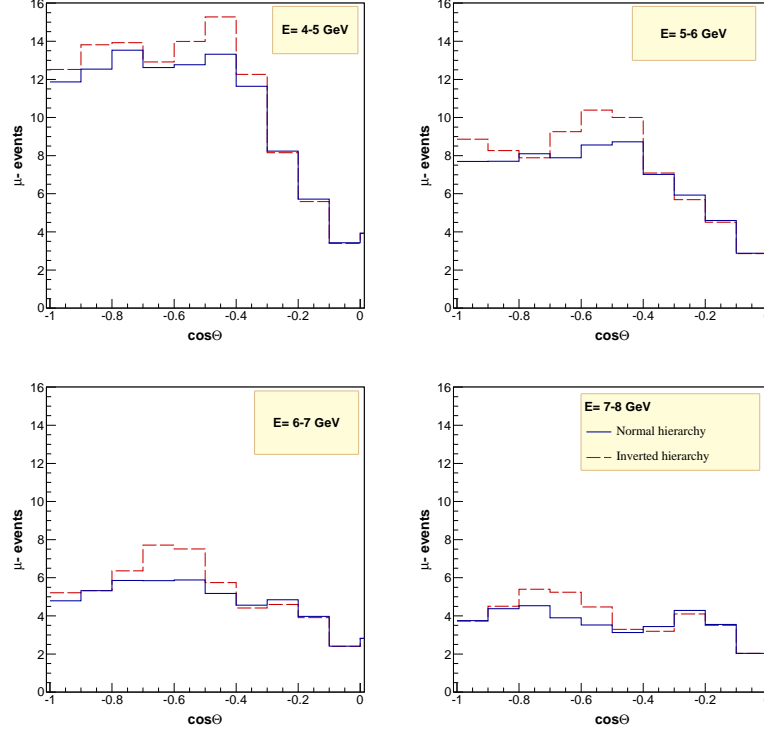 16
14
12
10
8
6
4
2
0
μ- events
E= 4-5 GeV
-1 -0.8 -0.6 -0.4 -0.2 0
cosΘ
16
14
12
10
8
6
4
2
0
μ- events
E= 5-6 GeV
-1 -0.8 -0.6 -0.4 -0.2
cosΘ
16
14
12
10
8
6
4
2
0
μ- events
E= 6-7 GeV
-1 -0.8 -0.6 -0.4 -0.2 0
cosΘ
16
14
12
10
8
6
4
2
0
μ- events
E= 7-8 GeV
Normal hierarchy
Inverted hierarchy
-1 -0.8 -0.6 -0.4 -0.2
cosΘ